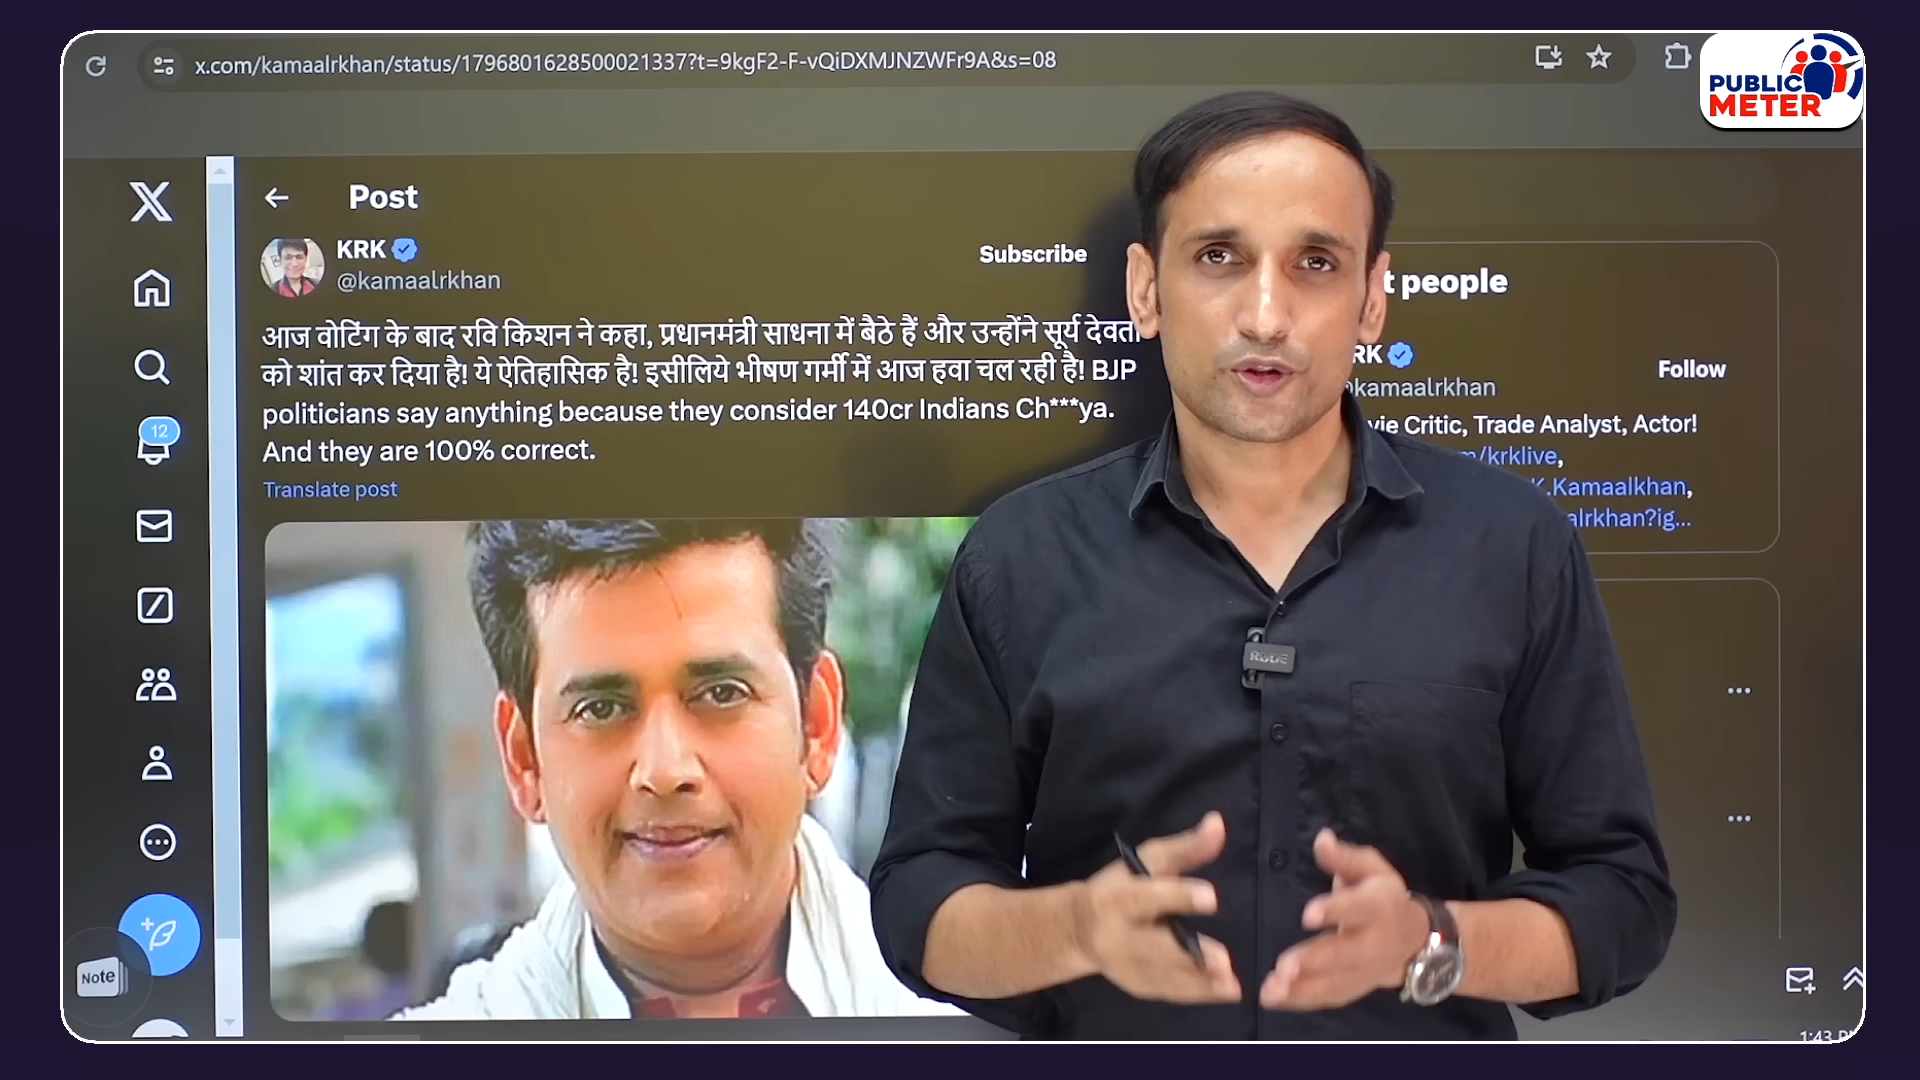 x.com/kamaalrkhan/status/1796801628500021337?t=9kgF2-F-vQiDXMJNZWFr9A&s=08
PUBLIC
METER
Post
KRK
@kamaalrkhan
Subscribe
आज वोटिंग के बाद रवि किशन ने कहा, प्रधानमंत्री साधना में बैठे हैं और उन्होंने सूर्य देवता
को शांत कर दिया है! ये ऐतिहासिक है! इसीलिये भीषण गर्मी में आज हवा चल रही है! BJP
politicians say anything because they consider 140cr Indians Ch***ya.
And they are 100% correct.
Translate post
t people
RK
kamaalrkhan
Follow
vie Critic, Trade Analyst, Actor!
m/krklive,
K.Kamaalkhan,
alrkhan?ig...
12
Note
RØDE
1:43 P